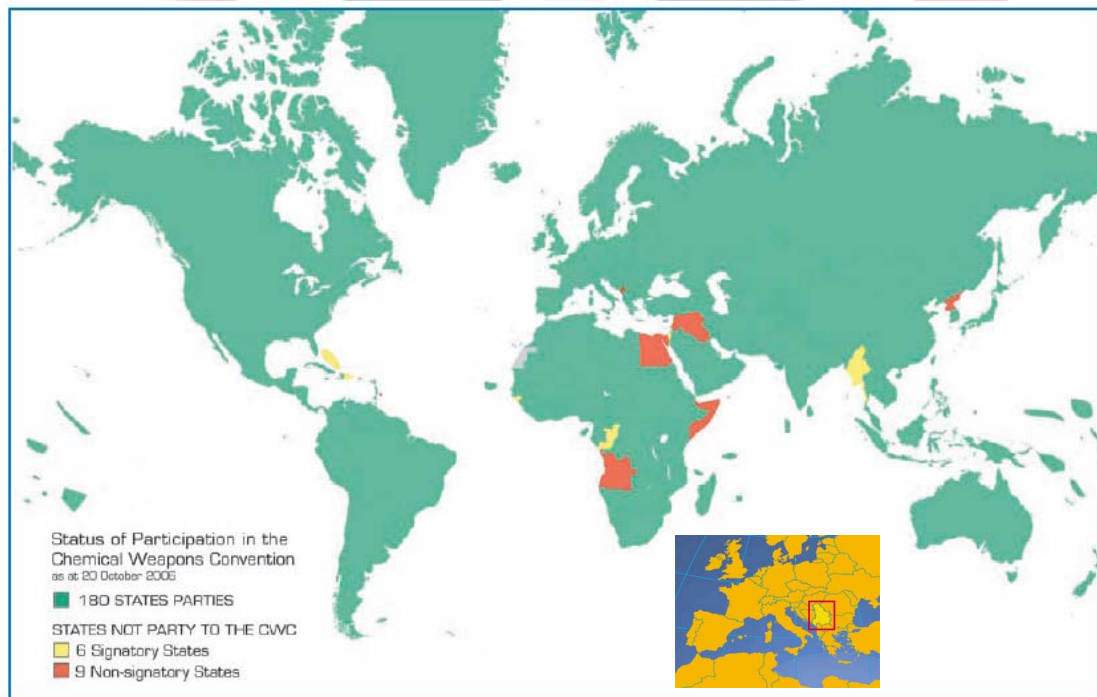 Status of Participation in the
Chemical Weapons Convention
as at 20 October 2006
180 STATES PARTIES
STATES NOT PARTY TO THE CWC
6 Signatory States
9 Non-signatory States